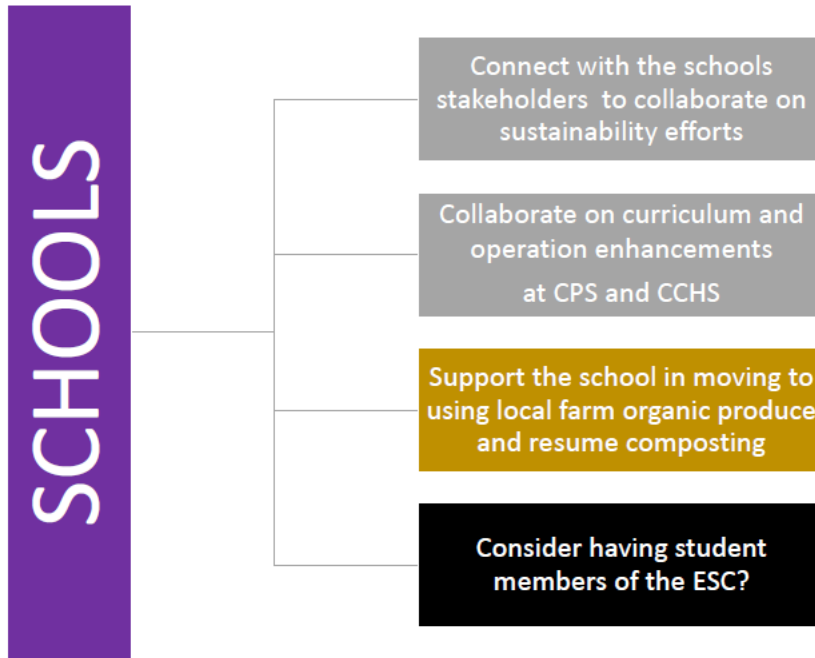 SCHOOLS
Connect with the schools
stakeholders  to collaborate on
sustainability efforts
Collaborate on curriculum and
operation enhancements
at CPS and CCHS
Support the school in moving to
using local farm organic produce
and resume composting
Consider having student
members of the ESC?